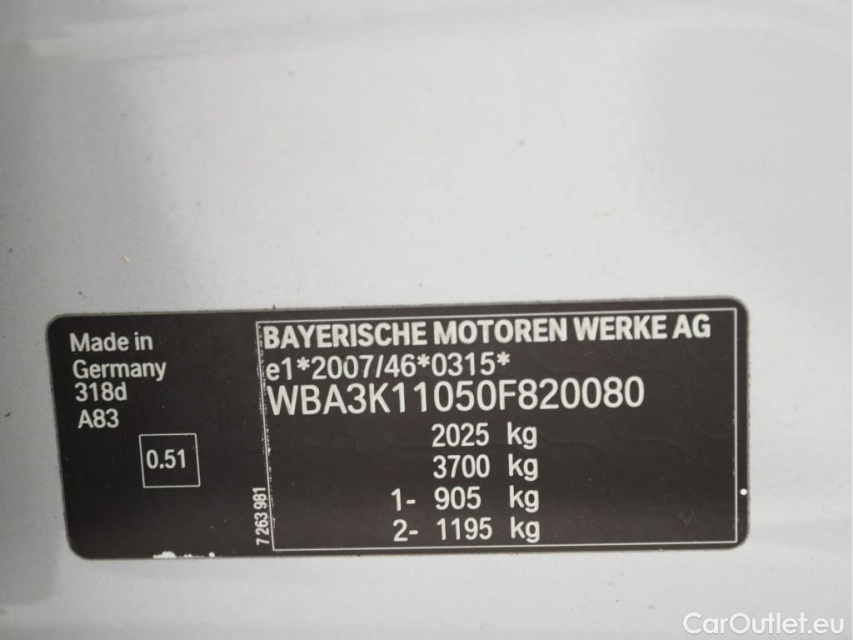 Made in
Germany
318d
A83
0.51
7 263 981
BAYERISCHE MOTOREN WERKE AG
e1*2007/46*0315*
WBA3K11050F820080
2025 kg
3700 kg
1- 905 kg
2- 1195 kg
CarOutlet.eu